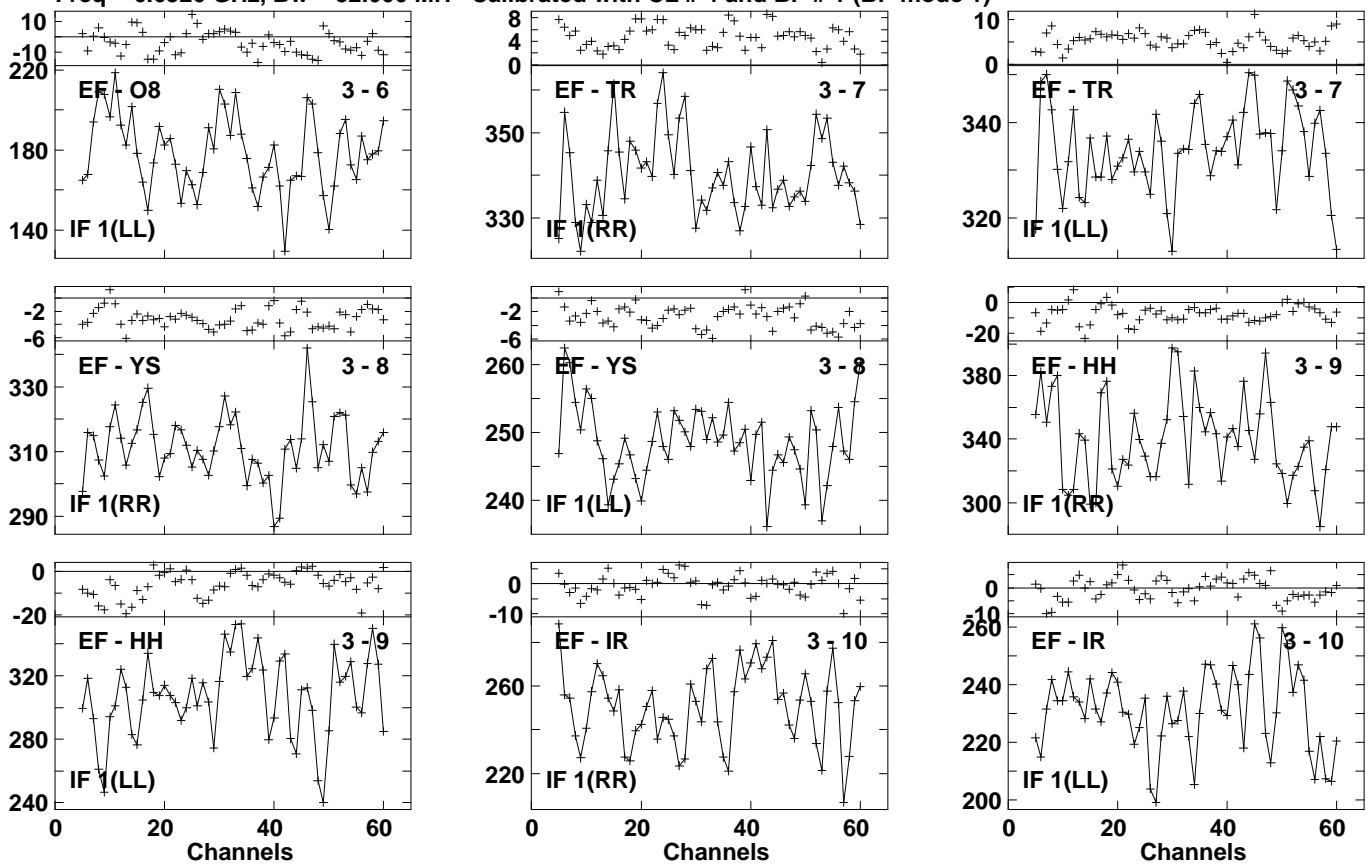 10
-10
220
180
140
EF - O8
3 - 6
IF 1(LL)
8
4
0
350
330
EF - TR
3 - 7
IF 1(RR)
10
0
340
320
EF - TR
3 - 7
IF 1(LL)
-2
-6
330
310
290
EF - YS
3 - 8
IF 1(RR)
-2
-6
260
250
240
EF - YS
3 - 8
IF 1(LL)
0
-20
380
340
300
EF - HH
3 - 9
IF 1(RR)
0
-20
320
280
240
EF - HH
3 - 9
IF 1(LL)
0
-10
260
220
EF - IR
3 - 10
IF 1(RR)
0
-10
260
240
220
200
EF - IR
3 - 10
IF 1(LL)
0 20 40 60
0 20 40 60
0 20 40 60
Channels
Channels
Channels